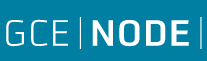 GCE | NODE |